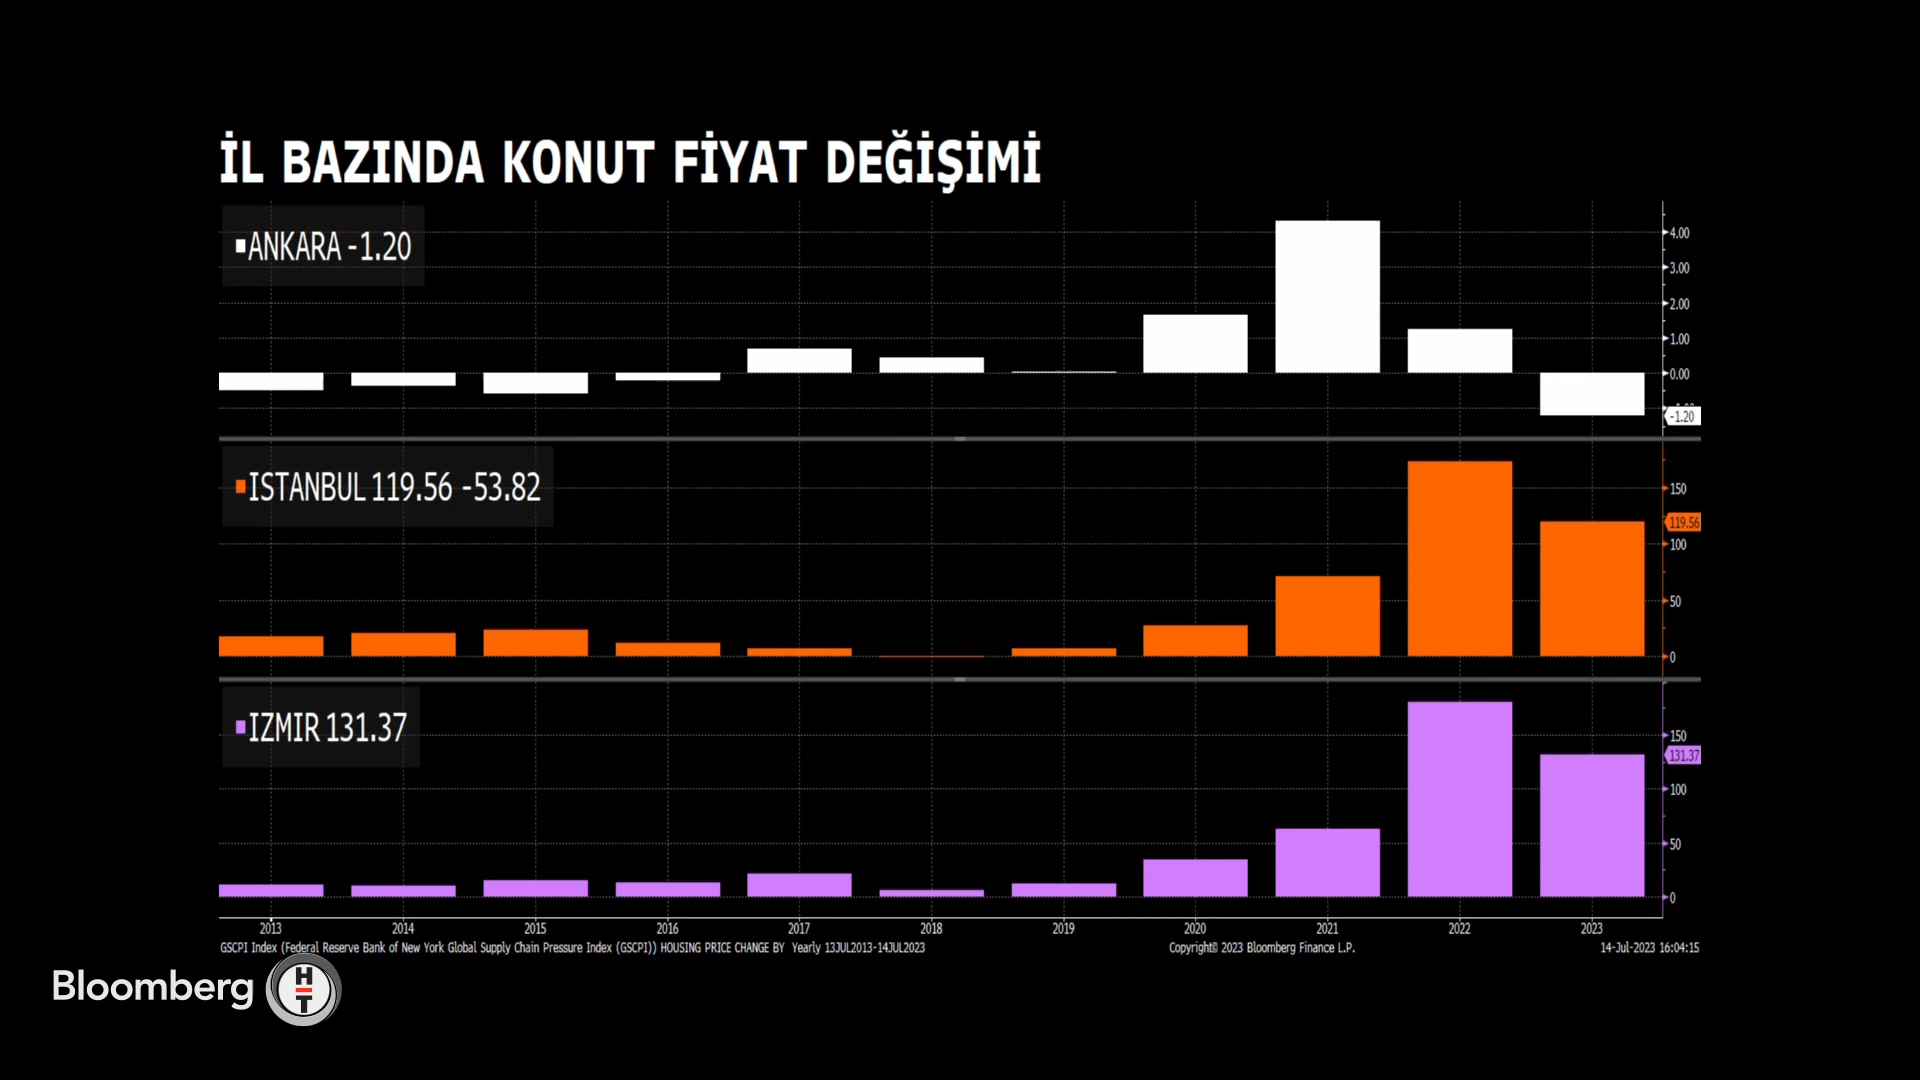 İL BAZINDA KONUT FİYAT DEĞİŞİMİ
ANKARA -1.20
4.00
3.00
2.00
1.00
0.00
-1.20
ISTANBUL 119.56 -53.82
150
119.56
100
50
0
IZMIR 131.37
150
131.37
100
50
0
2013 2014 2015 2016 2017 2018 2019 2020 2021 2022 2023
GSCPI Index (Federal Reserve Bank of New York Global Supply Chain Pressure Index (GSCPI)) HOUSING PRICE CHANGE BY Yearly 13JUL2013-14JUL2023 Copyright© 2023 Bloomberg Finance L.P. 14-Jul-2023 16:04:15
Bloomberg HT